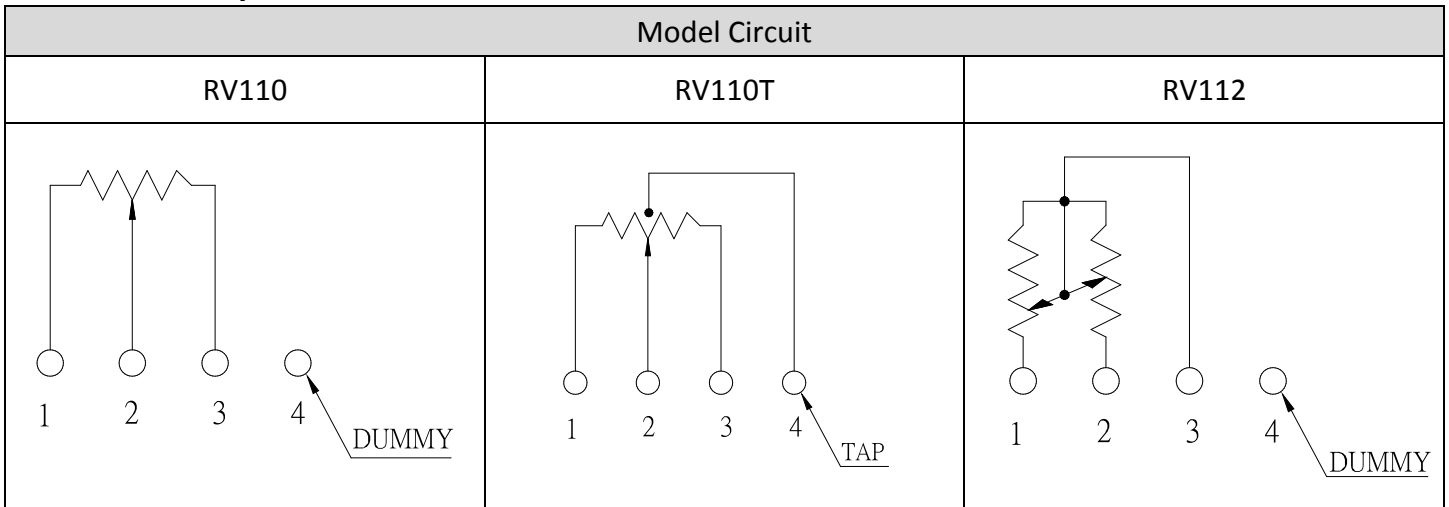 Model Circuit
RV110 RV110T RV112
1 2 3 4 DUMMY
1 2 3 4 TAP
1 2 3 4 DUMMY